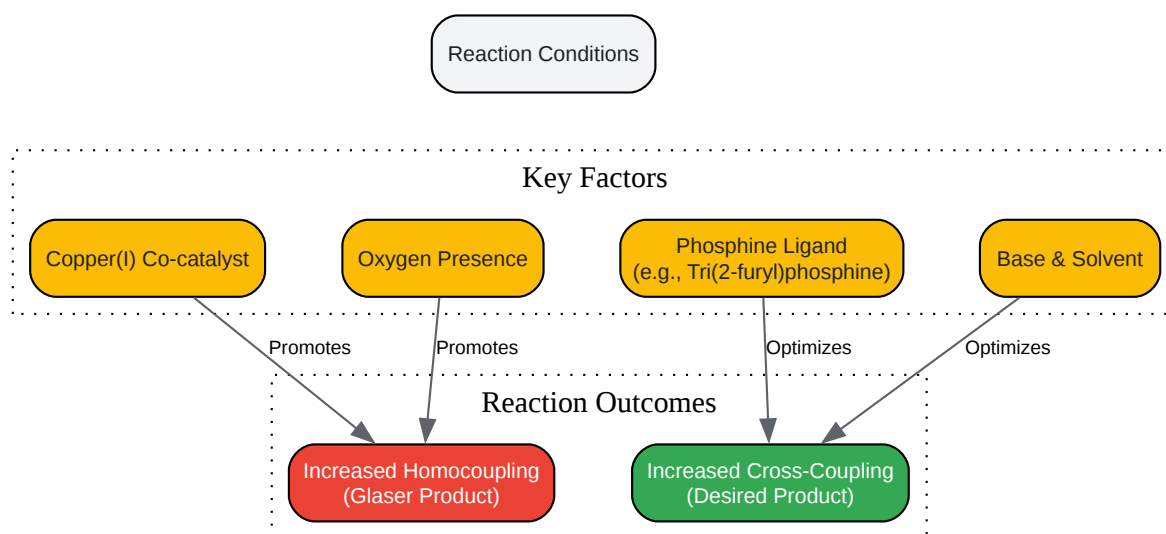 Reaction Conditions
Key Factors
Copper(I) Co-catalyst
Oxygen Presence
Phosphine Ligand
(e.g., Tri(2-furyl)phosphine)
Base & Solvent
Promotes
Promotes
Optimizes
Optimizes
Reaction Outcomes
Increased Homocoupling
(Glaser Product)
Increased Cross-Coupling
(Desired Product)